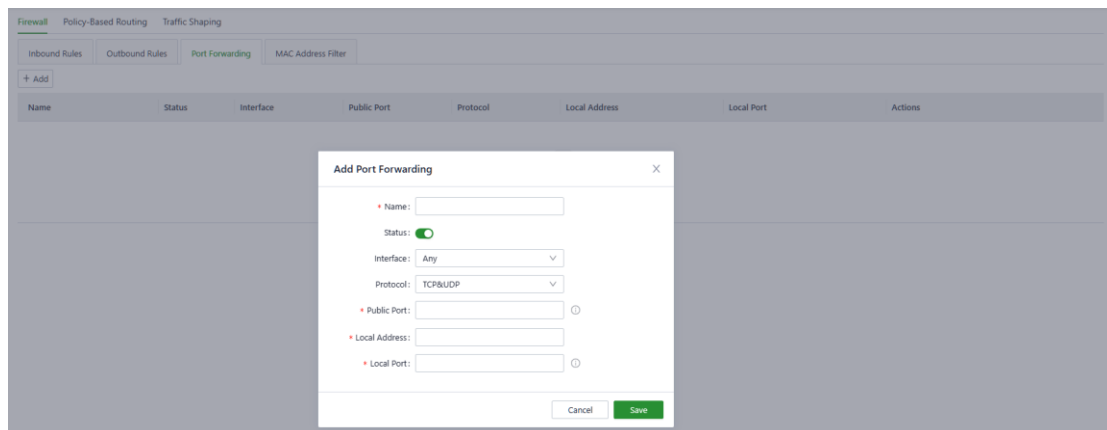 Firewall Policy-Based Routing Traffic Shaping
Inbound Rules Outbound Rules Port Forwarding MAC Address Filter
+ Add
Name Status Interface Public Port Protocol Local Address Local Port Actions
Add Port Forwarding
* Name:
Status:
Interface: Any
Protocol: TCP&UDP
* Public Port:
* Local Address:
* Local Port:
Cancel Save